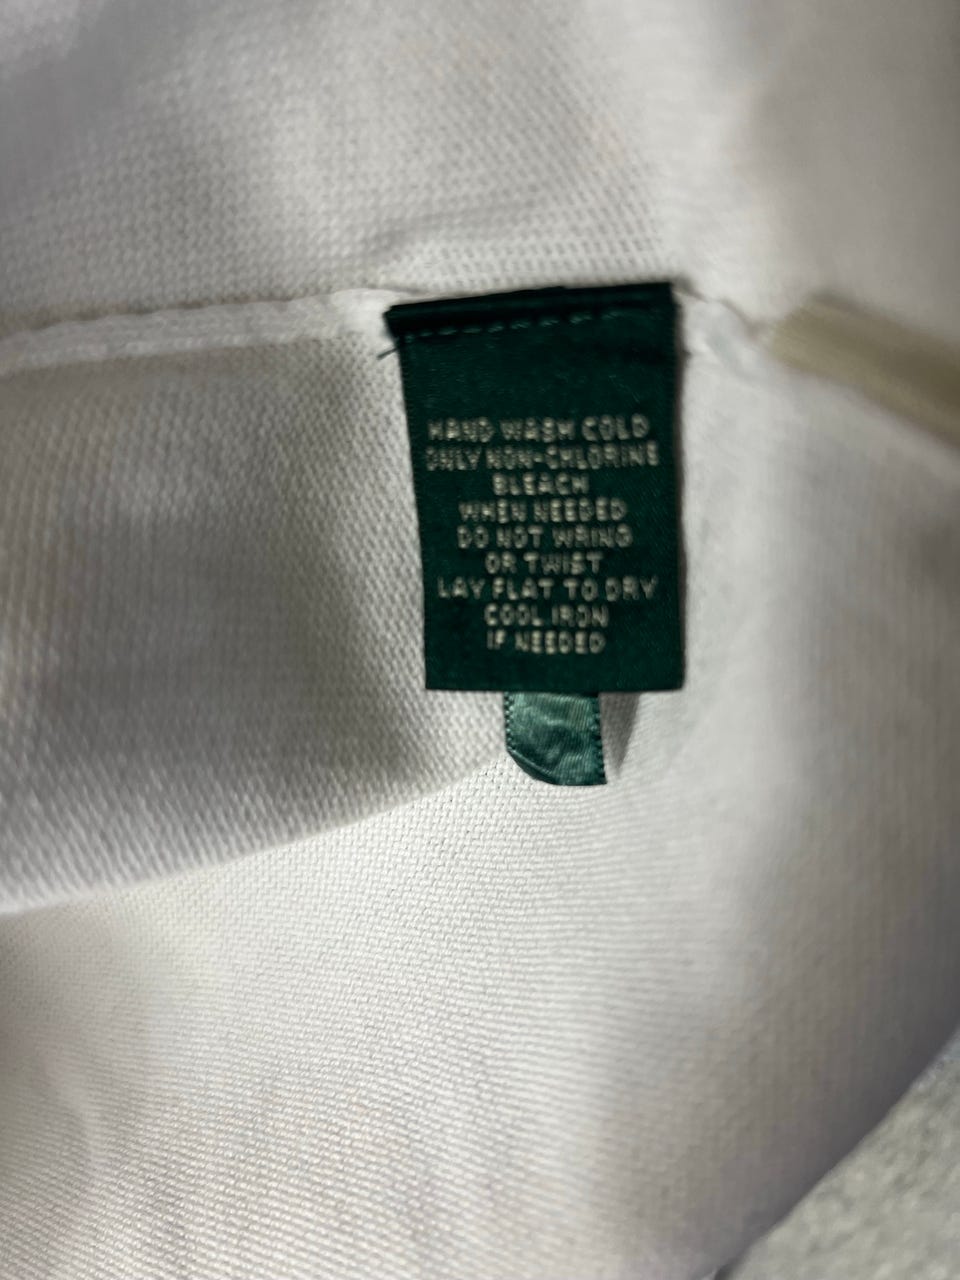 HAND WASH COLD
ONLY NON-CHLORINE
BLEACH
WHEN NEEDED
DO NOT WRING
OR TWIST
LAY FLAT TO DRY
COOL IRON
IF NEEDED